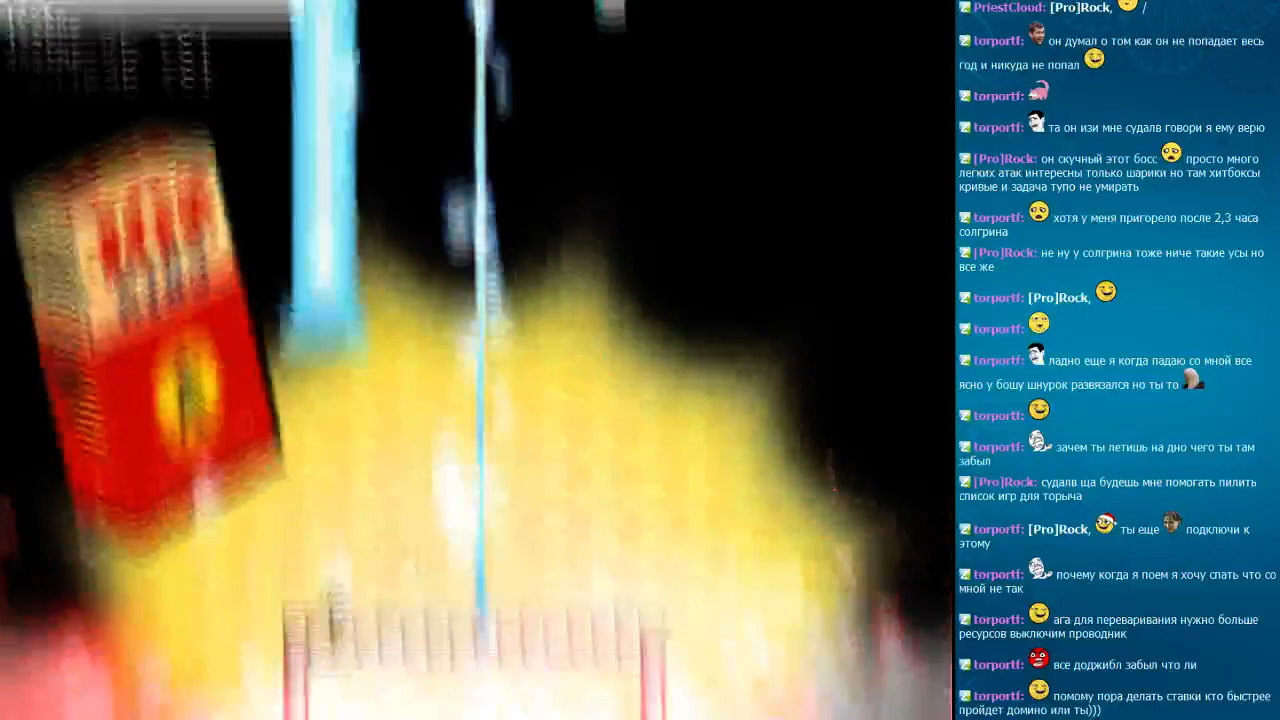 PriestCloud: [Pro]Rock, /
torportf: он думал о том как он не попадает весь
год и никуда не попал
torportf:
torportf: та он изи мне судалв говори я ему верю
[Pro]Rock: он скучный этот босс просто много
легких атак интересны только шарики но там хитбоксы
кривые и задача тупо не умирать
torportf: хотя у меня пригорело после 2,3 часа
солгрина
[Pro]Rock: не ну у солгрина тоже ниче такие усы но
все же
torportf: [Pro]Rock,
torportf:
torportf: ладно еще я когда падаю со мной все
ясно у бошу шнурок развязался но ты то
torportf:
torportf: зачем ты летишь на дно чего ты там
забыл
[Pro]Rock: судалв ща будешь мне помогать пилить
список игр для торыча
torportf: [Pro]Rock, ты еще подключи к
этому
torportf: почему когда я поем я хочу спать что со
мной не так
torportf: ага для переваривания нужно больше
ресурсов выключим проводник
torportf: все доджибл забыл что ли
torportf: помому пора делать ставки кто быстрее
пройдет домино или ты)))